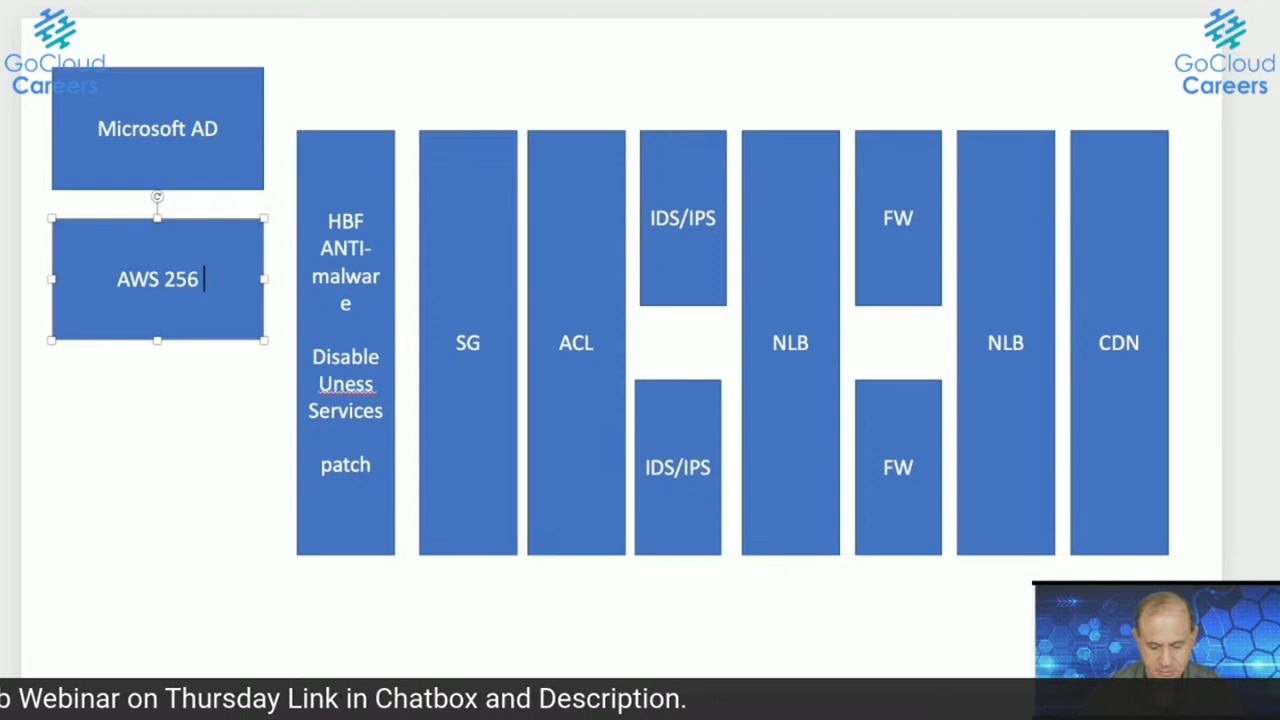 GoCloud
Careers
GoCloud
Careers
Microsoft AD
AWS 256
HBF
ANTI-
malwar
e
Disable
Uness
Services
patch
SG
ACL
IDS/IPS
IDS/IPS
NLB
FW
FW
NLB
CDN
Webinar on Thursday Link in Chatbox and Description.